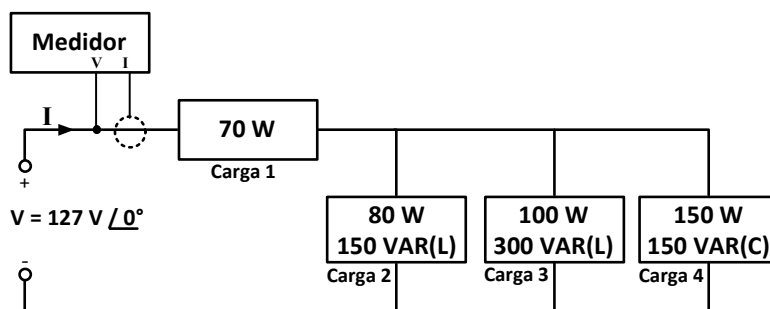 Medidor
V I
I
70 W
Carga 1
+
V = 127 V /0°
-
80 W
150 VAR(L)
Carga 2
100 W
300 VAR(L)
Carga 3
150 W
150 VAR(C)
Carga 4